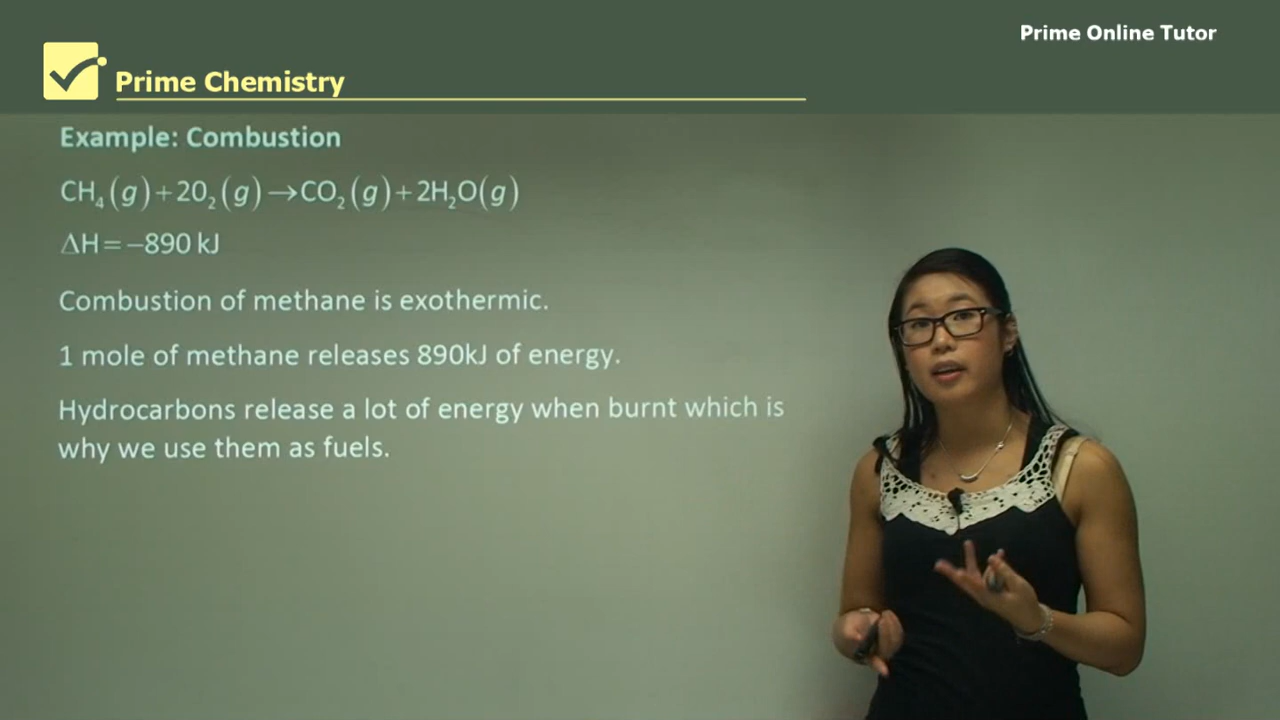 Prime Online Tutor
Prime Chemistry
Example: Combustion
CH₄(g)+2O₂(g)→CO₂(g)+2H₂O(g)
ΔH=−890 kJ
Combustion of methane is exothermic.
1 mole of methane releases 890kJ of energy.
Hydrocarbons release a lot of energy when burnt which is
why we use them as fuels.